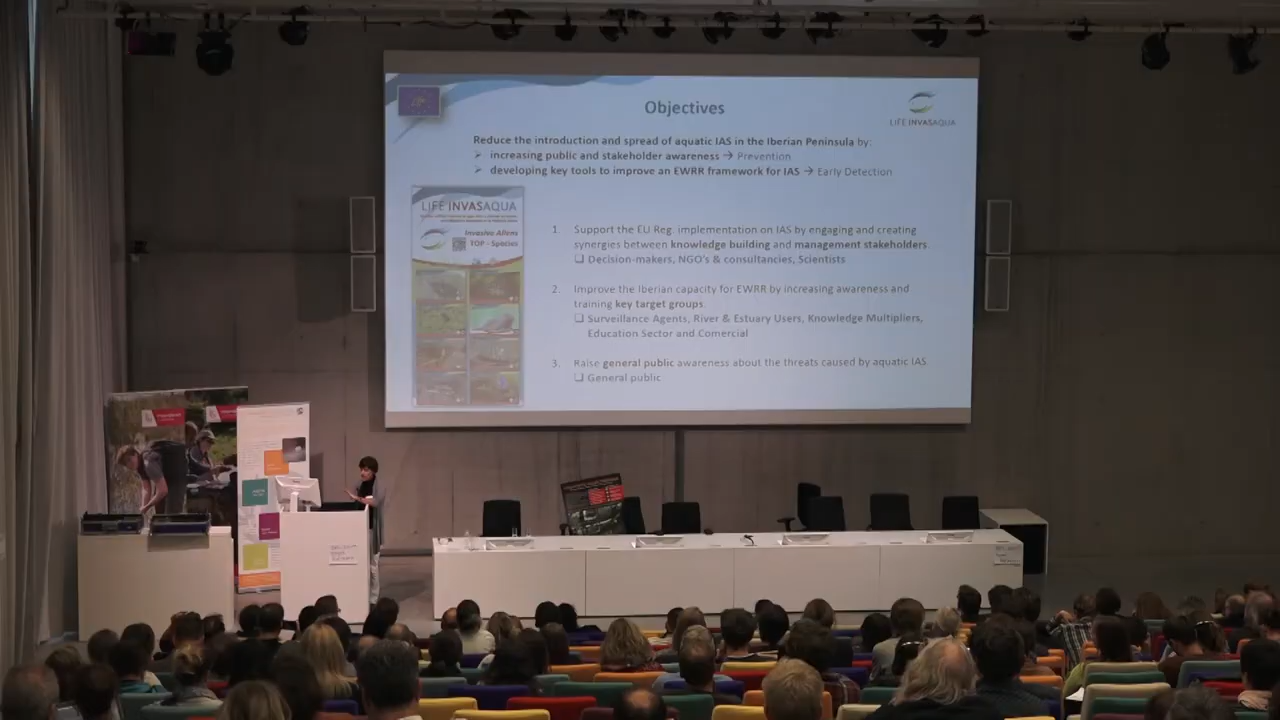 Objectives
LIFE INVASAQUA
Reduce the introduction and spread of aquatic IAS in the Iberian Peninsula by:
➢ increasing public and stakeholder awareness → Prevention
➢ developing key tools to improve an EWRR framework for IAS → Early Detection
LIFE INVASAQUA
Invasive Aliens
TOP - Species
1. Support the EU Reg. implementation on IAS by engaging and creating
synergies between knowledge building and management stakeholders.
❑ Decision-makers, NGO's & consultancies, Scientists
2. Improve the Iberian capacity for EWRR by increasing awareness and
training key target groups.
❑ Surveillance Agents, River & Estuary Users, Knowledge Multipliers,
Education Sector and Comercial
3. Raise general public awareness about the threats caused by aquatic IAS.
❑ General public